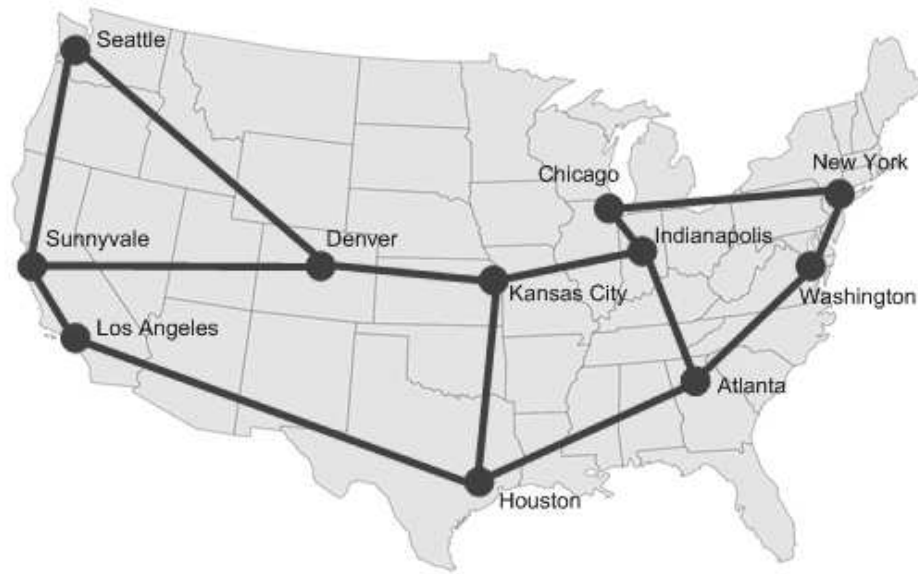 Seattle
New York
Chicago
Sunnyvale
Denver
Indianapolis
Kansas City
Washington
Los Angeles
Atlanta
Houston